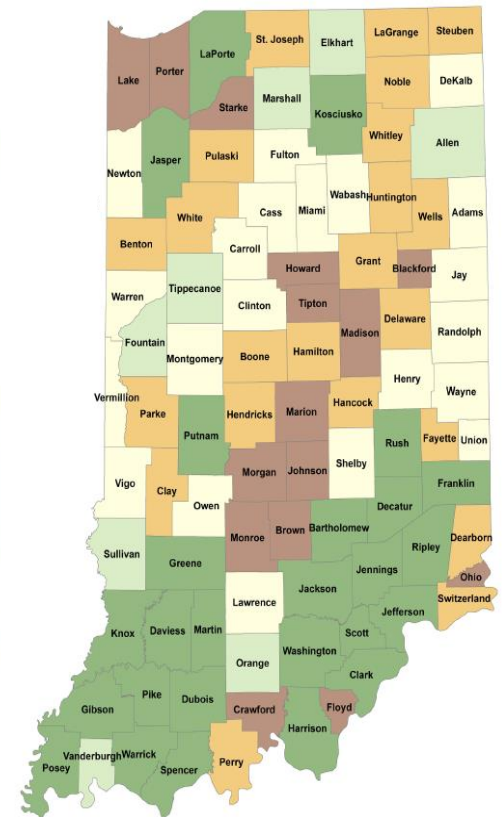 St. Joseph
LaGrange
Steuben
LaPorte
Elkhart
Lake
Porter
Noble
DeKalb
Starke
Marshall
Kosciusko
Whitley
Allen
Fulton
Jasper
Pulaski
Newton
Wabash
Huntington
White
Cass
Miami
Wells
Adams
Benton
Carroll
Grant
Howard
Blackford
Jay
Tippecanoe
Warren
Clinton
Tipton
Madison
Delaware
Randolph
Fountain
Montgomery
Boone
Hamilton
Henry
Wayne
Vermillion
Parke
Hendricks
Marion
Hancock
Putnam
Rush
Fayette
Union
Shelby
Morgan
Johnson
Vigo
Clay
Franklin
Owen
Decatur
Monroe
Brown
Bartholomew
Dearborn
Ripley
Sullivan
Greene
Jennings
Ohio
Jackson
Switzerland
Lawrence
Jefferson
Knox
Daviess
Martin
Scott
Washington
Orange
Clark
Pike
Dubois
Gibson
Crawford
Floyd
Harrison
Vanderburgh
Warrick
Perry
Posey
Spencer